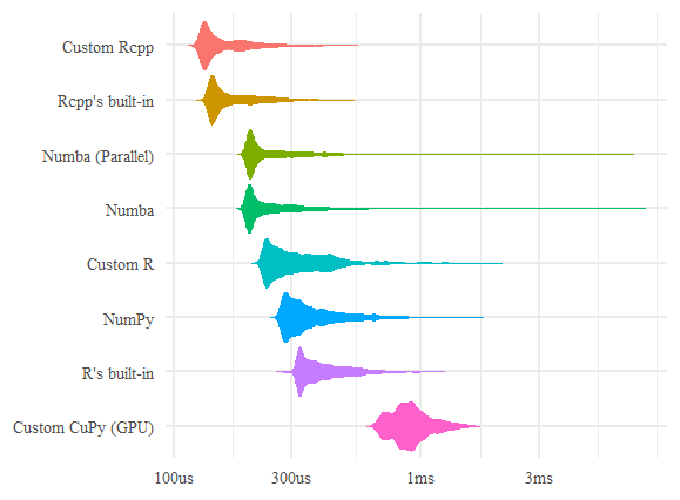 Custom Rcpp
Rcpp's built-in
Numba (Parallel)
Numba
Custom R
NumPy
R's built-in
Custom CuPy (GPU)
100us 300us 1ms 3ms